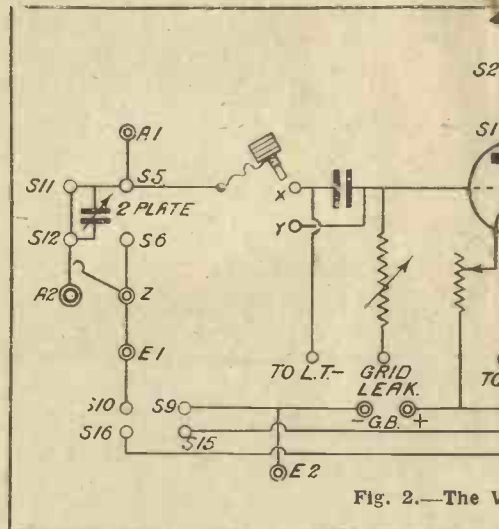 S2
A1
S1
S11 S5 X
2 PLATE
S12 S6 Y
A2 Z
E1
TO L.T.- GRID
LEAK.
TO
S10 S9 - G.B. +
S16 S15
E2
Fig. 2.—The